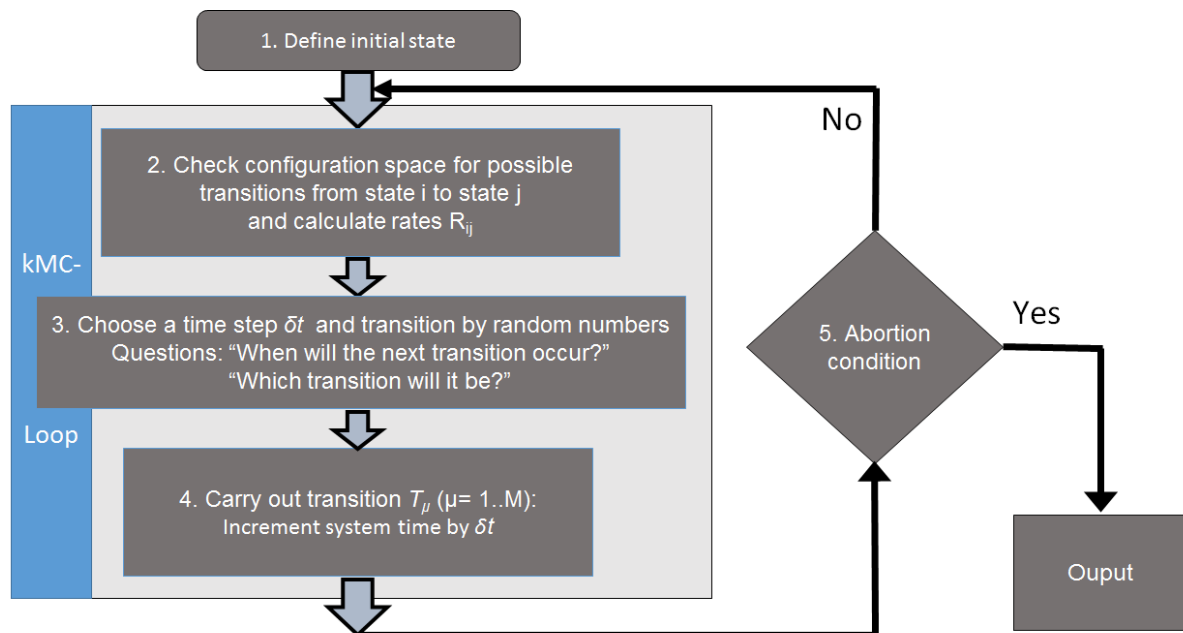 1. Define initial state
No
2. Check configuration space for possible
transitions from state i to state j
and calculate rates Rij
kMC-
Loop
3. Choose a time step δt and transition by random numbers
Questions: “When will the next transition occur?”
“Which transition will it be?”
4. Carry out transition Tμ (μ= 1..M):
Increment system time by δt
5. Abortion
condition
Yes
Ouput